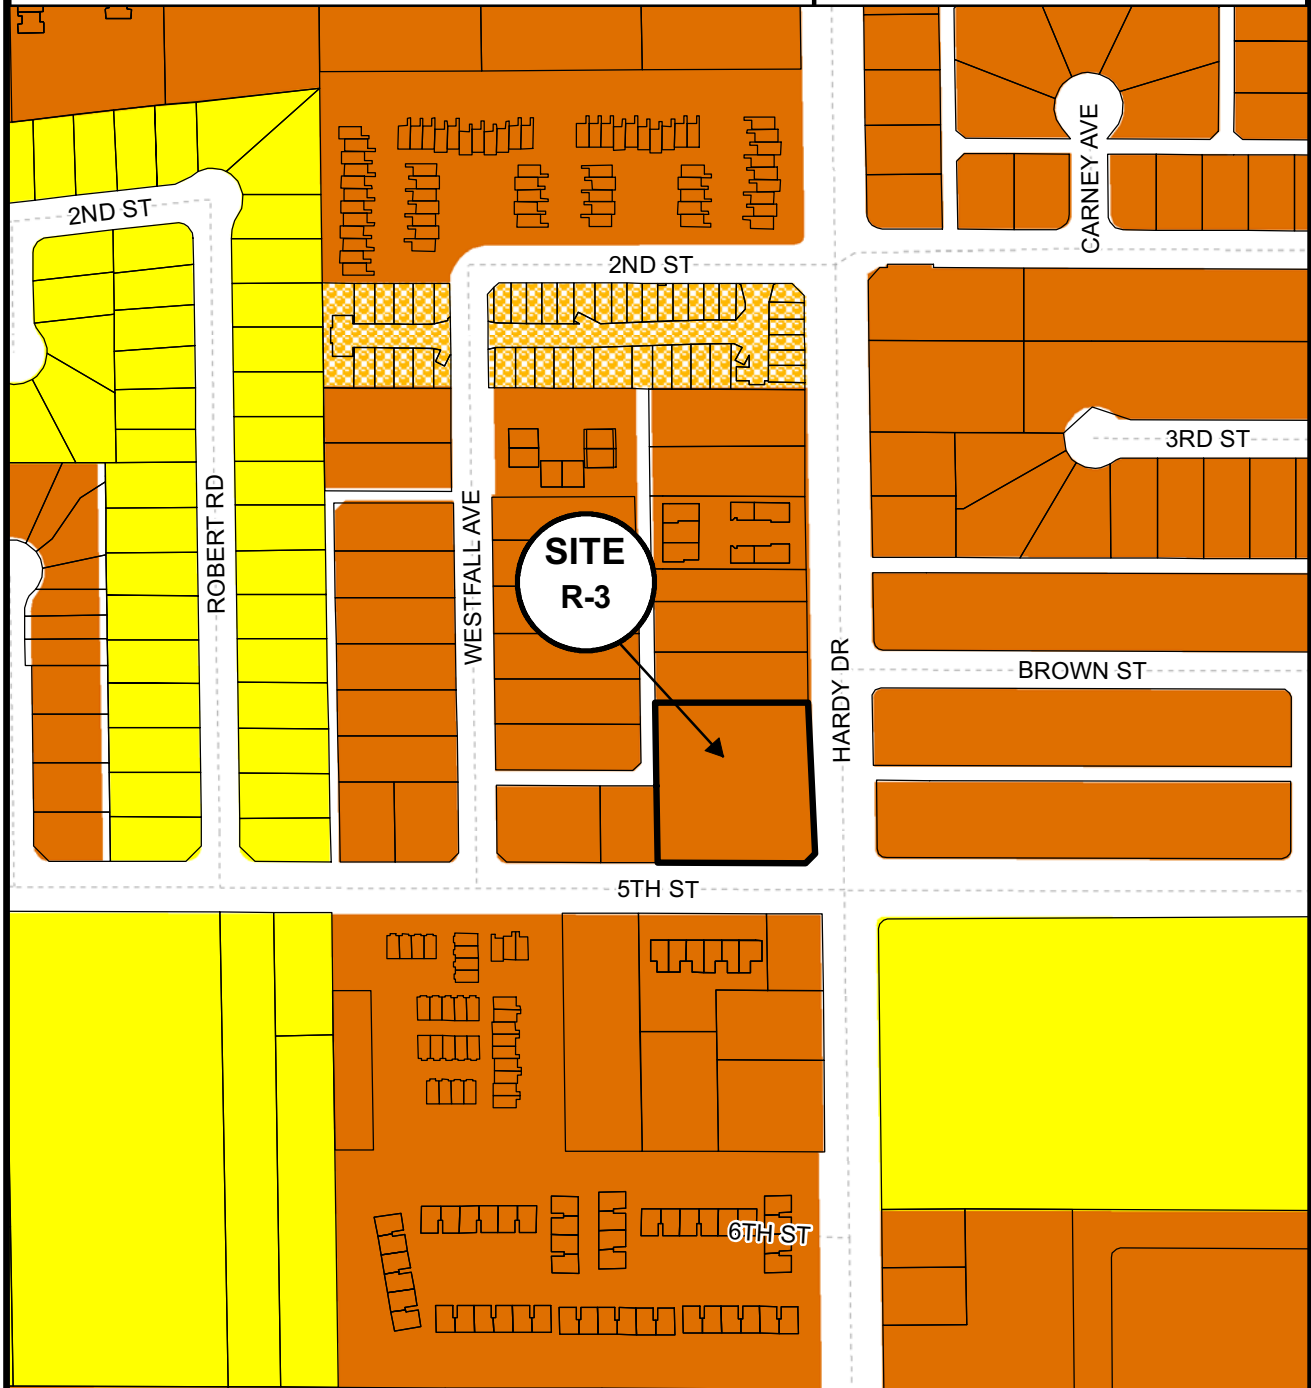 CARNEY AVE
2ND ST
2ND ST
3RD ST
ROBERT RD
WESTFALL AVE
SITE
R-3
HARDY DR
BROWN ST
5TH ST
6TH ST